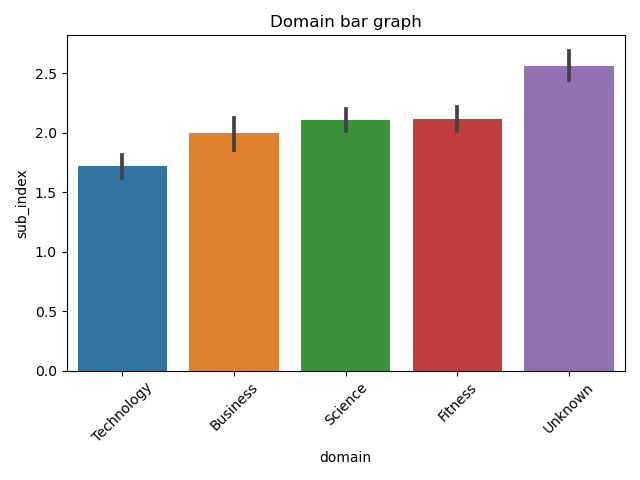 Domain bar graph
2.5
2.0
1.5
1.0
0.5
0.0
sub_index
Technology
Business
Science
Fitness
Unknown
domain